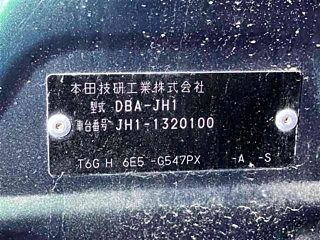 本田技研工業株式会社
型式 DBA-JH1
車台番号 JH1-1320100
T6G H 6E5 -G547PX -A -S